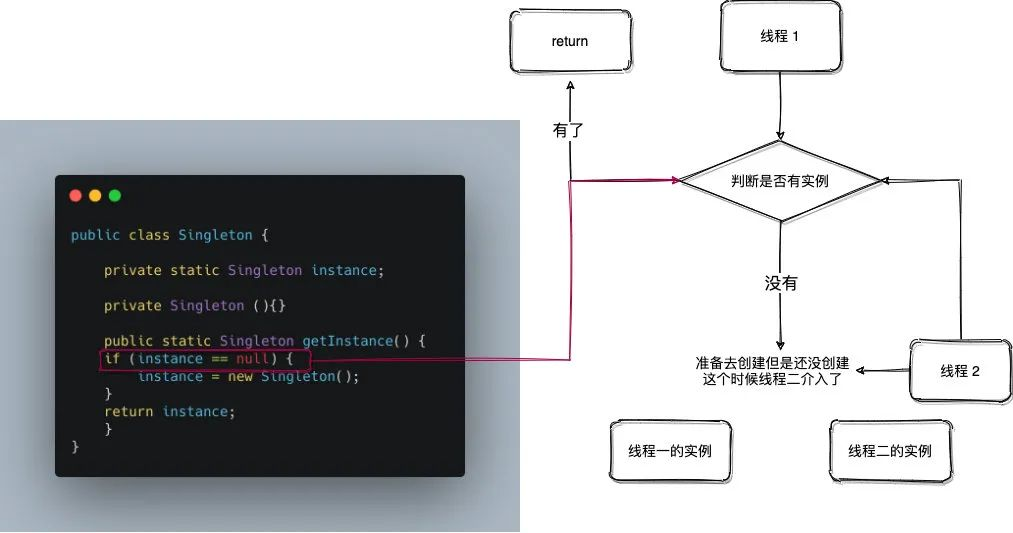 public class Singleton {
private static Singleton instance;
private Singleton (){}
public static Singleton getInstance() {
if (instance == null) {
instance = new Singleton();
}
return instance;
}
}
return
线程 1
有了
判断是否有实例
没有
准备去创建但是还没创建
这个时候线程二介入了
线程 2
线程一的实例
线程二的实例